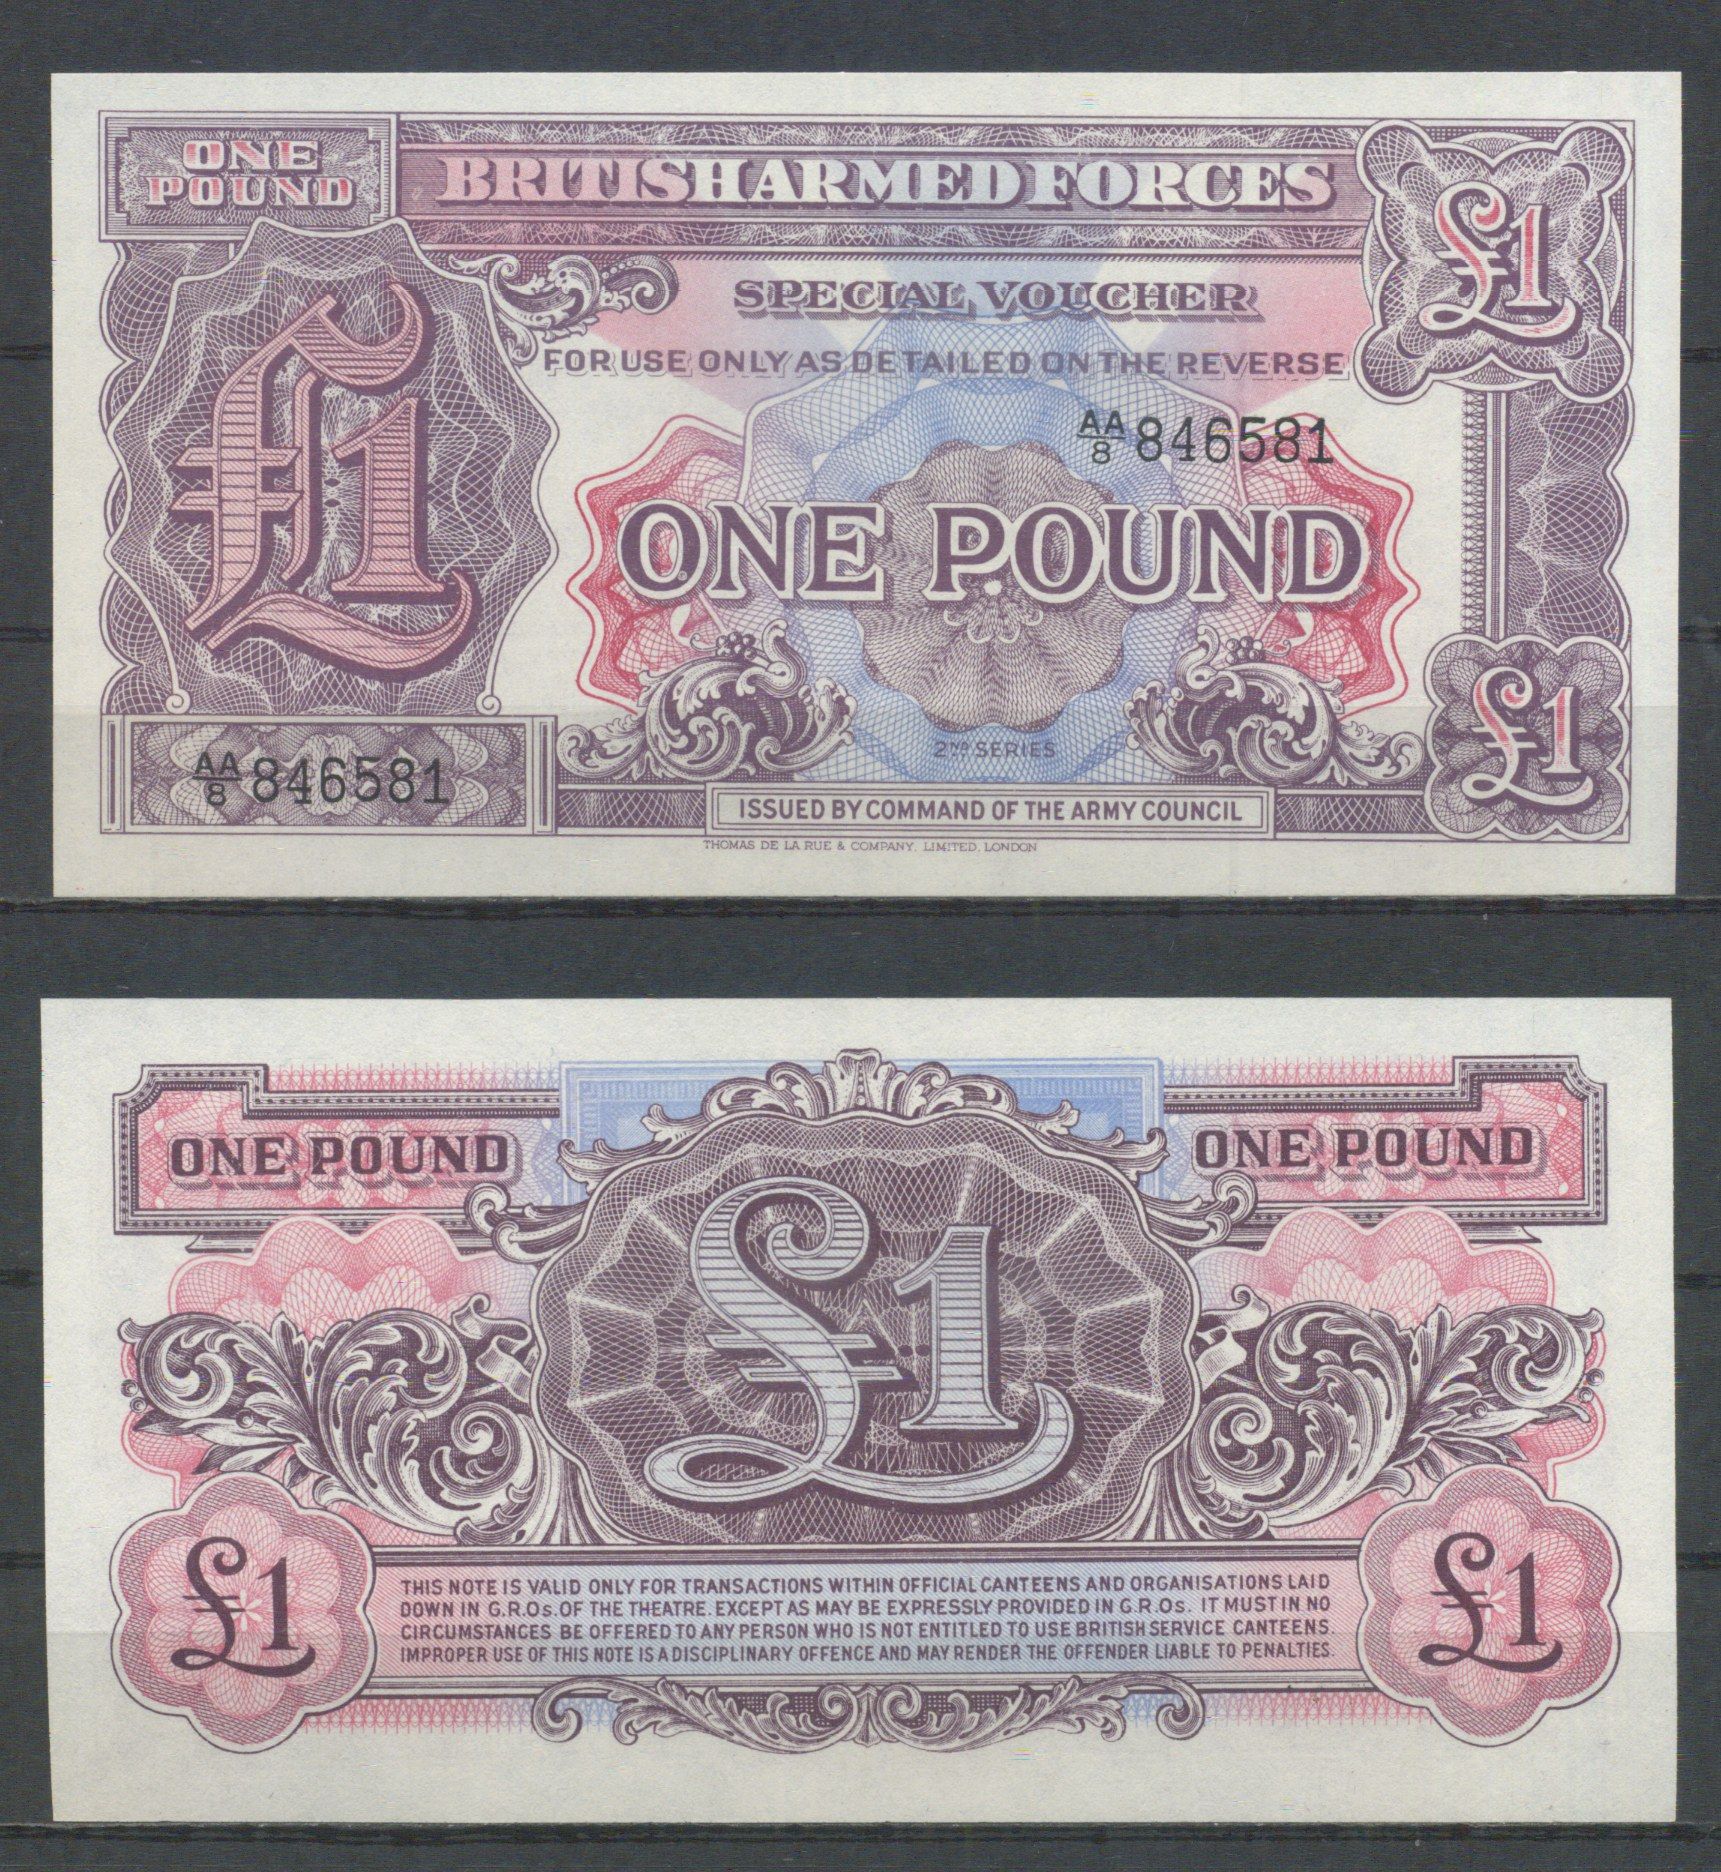 ONE
POUND
BRITISH ARMED FORCES
£1
SPECIAL VOUCHER
FOR USE ONLY AS DETAILED ON THE REVERSE
£1
AA/8 846581
ONE POUND
2ND SERIES
£1
AA/8 846581
ISSUED BY COMMAND OF THE ARMY COUNCIL
THOMAS DE LA RUE & COMPANY, LIMITED, LONDON
ONE POUND
ONE POUND
£1
£1
THIS NOTE IS VALID ONLY FOR TRANSACTIONS WITHIN OFFICIAL CANTEENS AND ORGANISATIONS LAID
DOWN IN G.R.Os. OF THE THEATRE. EXCEPT AS MAY BE EXPRESSLY PROVIDED IN G.R.Os. IT MUST IN NO
CIRCUMSTANCES BE OFFERED TO ANY PERSON WHO IS NOT ENTITLED TO USE BRITISH SERVICE CANTEENS.
IMPROPER USE OF THIS NOTE IS A DISCIPLINARY OFFENCE AND MAY RENDER THE OFFENDER LIABLE TO PENALTIES.
£1